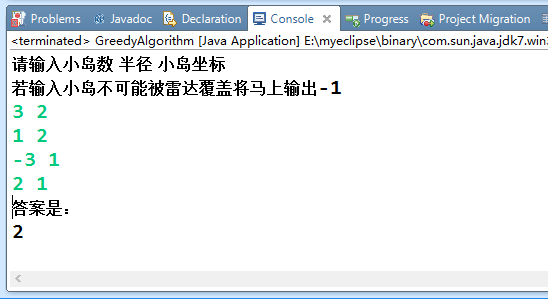 Problems @ Javadoc Declaration Console Progress Project Migration
<terminated> GreedyAlgorithm [Java Application] E:\myeclipse\binary\com.sun.java.jdk7.win3
请输入小岛数 半径 小岛坐标
若输入小岛不可能被雷达覆盖将马上输出-1
3 2
1 2
-3 1
2 1
答案是:
2